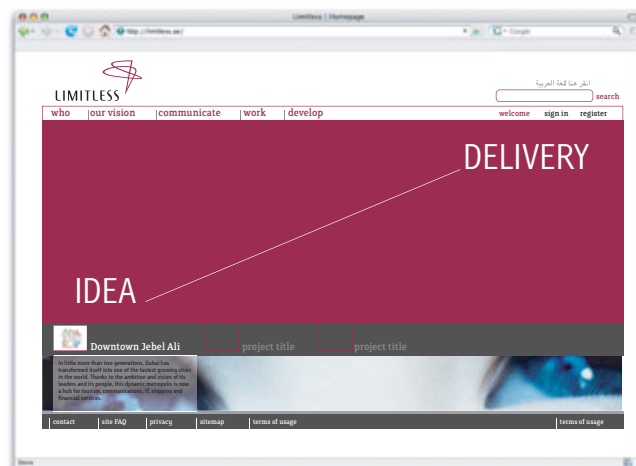 Limitless | Homepage
http://limitless.ae/
Google
LIMITLESS
انقر هنا للغة العربية
search
who our vision communicate work develop
welcome sign in register
DELIVERY
IDEA
Downtown Jebel Ali project title project title
In little more than two generations, Dubai has
transformed itself into one of the fastest growing cities
in the world. Thanks to the ambition and vision of its
leaders and its people, this dynamic metropolis is now
a hub for tourism, communications, IT, shipping and
financial services.
contact site FAQ privacy sitemap terms of usage terms of usage
Done